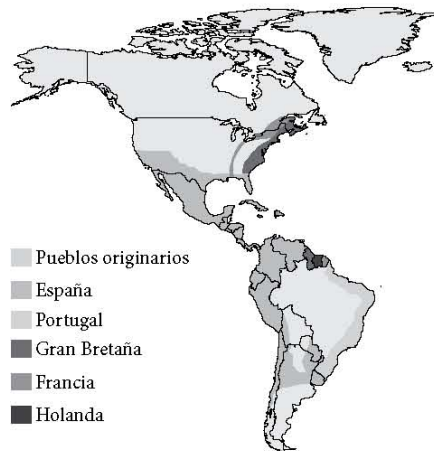 Pueblos originarios
España
Portugal
Gran Bretaña
Francia
Holanda